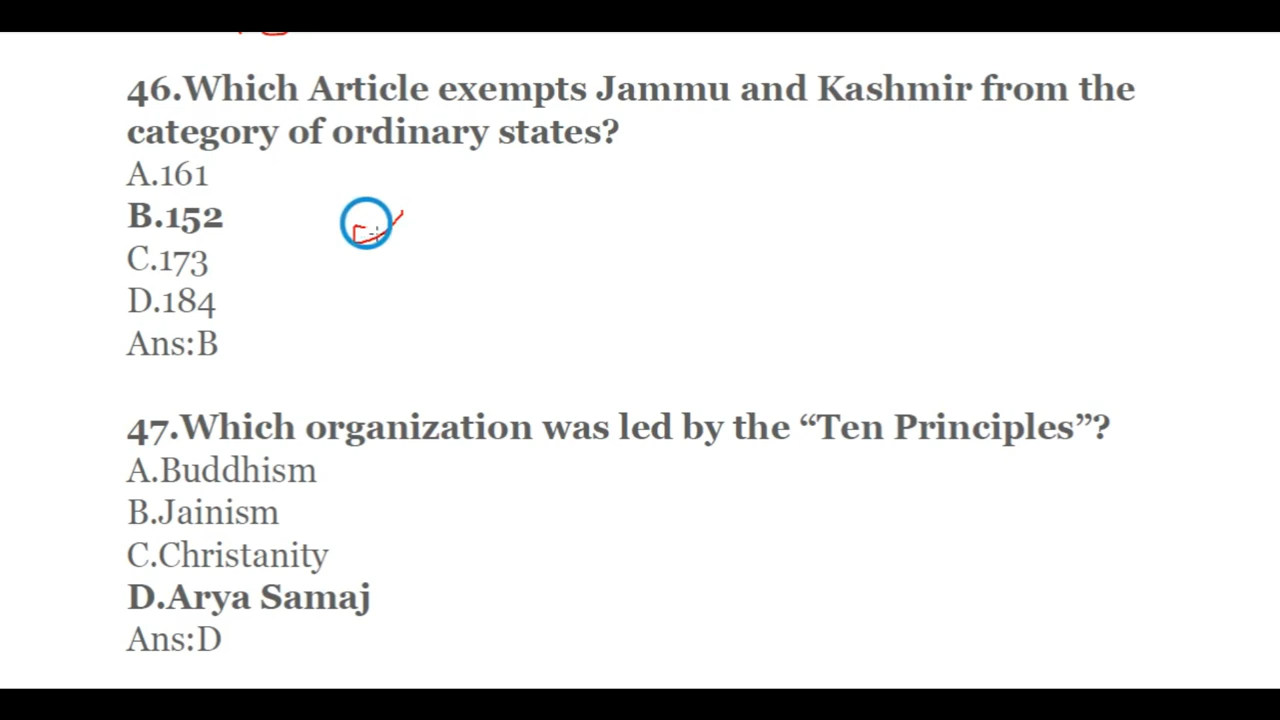 46.Which Article exempts Jammu and Kashmir from the
category of ordinary states?
A.161
B.152
C.173
D.184
Ans:B
47.Which organization was led by the “Ten Principles”?
A.Buddhism
B.Jainism
C.Christanity
D.Arya Samaj
Ans:D